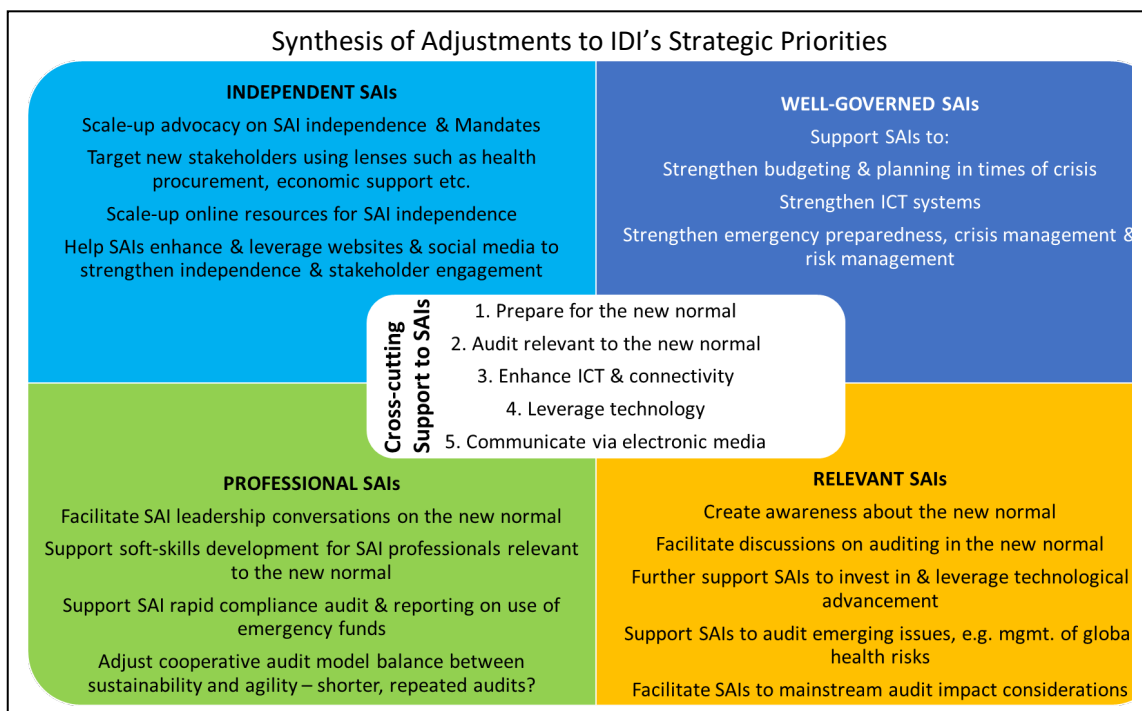 Synthesis of Adjustments to IDI's Strategic Priorities
INDEPENDENT SAIs
Scale-up advocacy on SAI independence & Mandates
Target new stakeholders using lenses such as health
procurement, economic support etc.
Scale-up online resources for SAI independence
Help SAIs enhance & leverage websites & social media to
strengthen independence & stakeholder engagement
WELL-GOVERNED SAIs
Support SAIs to:
Strengthen budgeting & planning in times of crisis
Strengthen ICT systems
Strengthen emergency preparedness, crisis management &
risk management
Cross-cutting
Support to SAIs
1. Prepare for the new normal
2. Audit relevant to the new normal
3. Enhance ICT & connectivity
4. Leverage technology
5. Communicate via electronic media
PROFESSIONAL SAIs
Facilitate SAI leadership conversations on the new normal
Support soft-skills development for SAI professionals relevant
to the new normal
Support SAI rapid compliance audit & reporting on use of
emergency funds
Adjust cooperative audit model balance between
sustainability and agility – shorter, repeated audits?
RELEVANT SAIs
Create awareness about the new normal
Facilitate discussions on auditing in the new normal
Further support SAIs to invest in & leverage technological
advancement
Support SAIs to audit emerging issues, e.g. mgmt. of globa
health risks
Facilitate SAIs to mainstream audit impact considerations